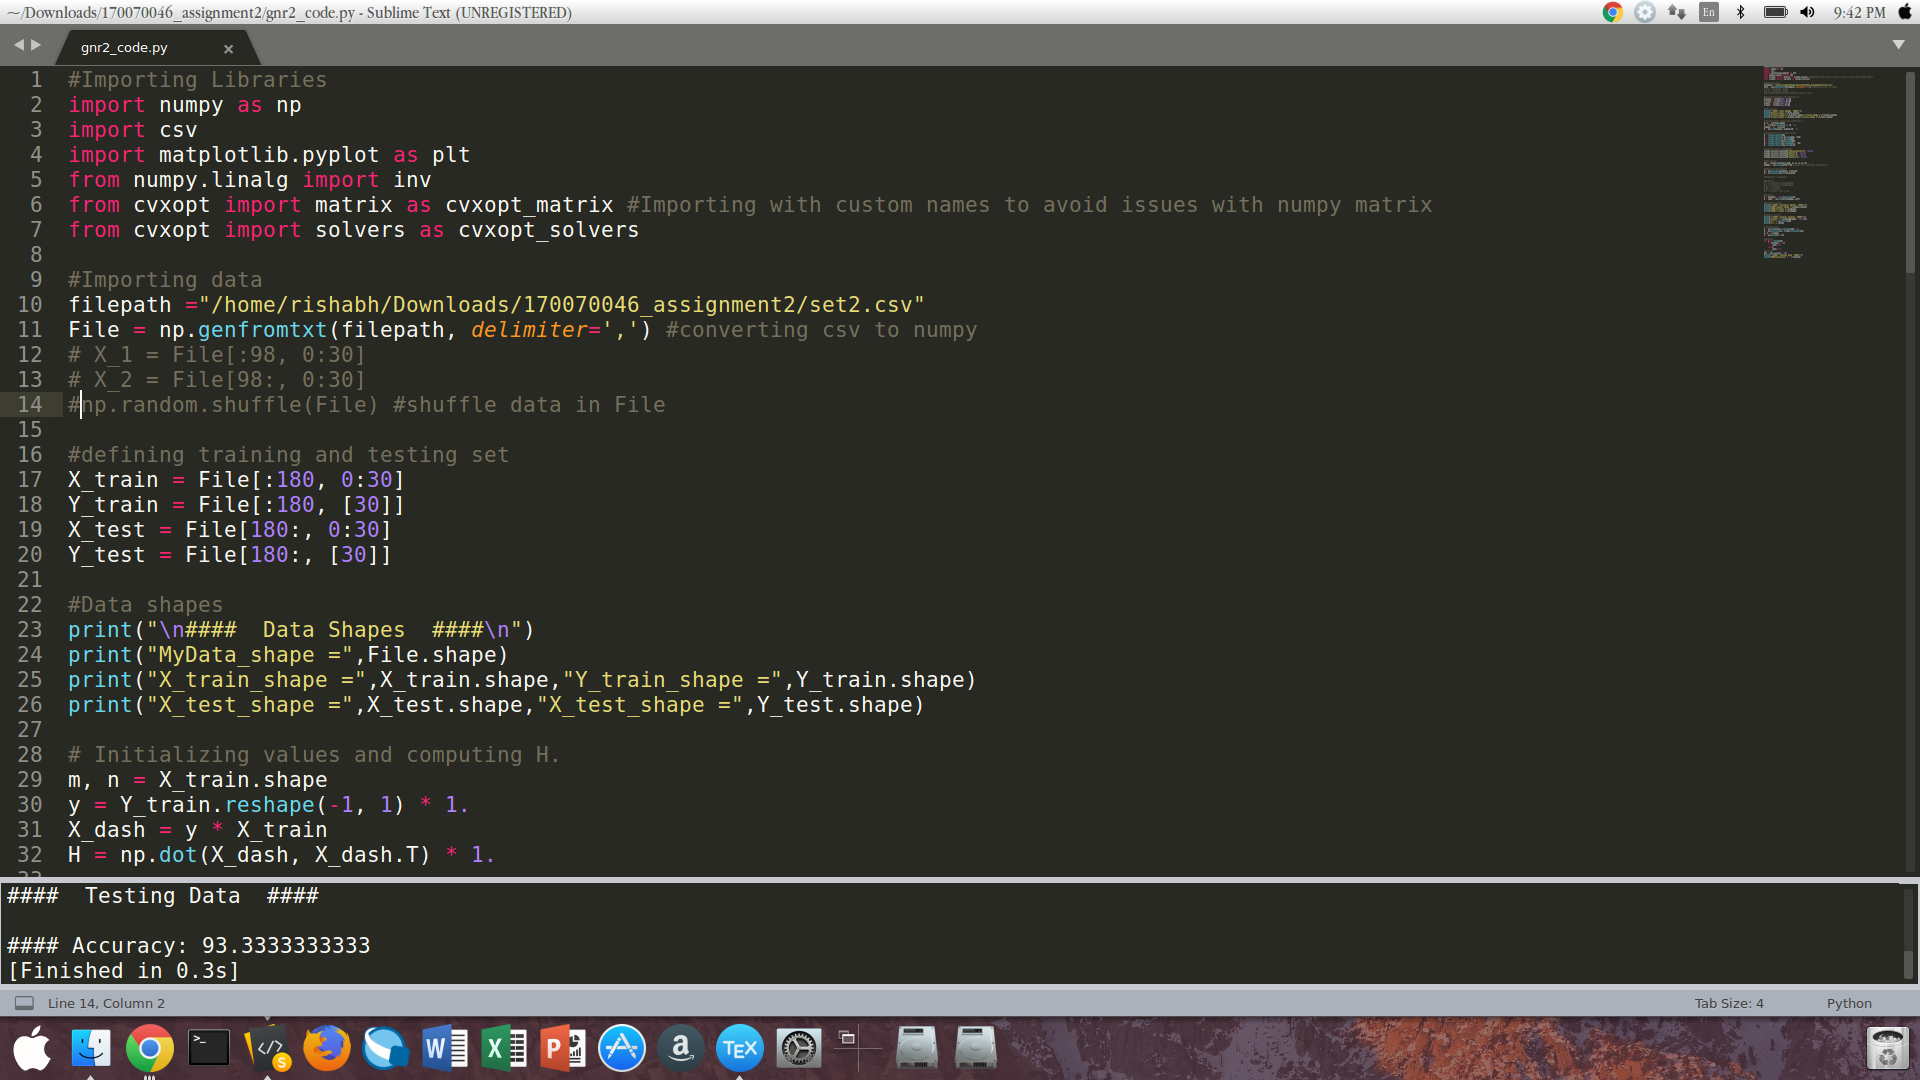 ~/Downloads/170070046_assignment2/gnr2_code.py - Sublime Text (UNREGISTERED)
En
9:42 PM
gnr2_code.py
1 #Importing Libraries
2 import numpy as np
3 import csv
4 import matplotlib.pyplot as plt
5 from numpy.linalg import inv
6 from cvxopt import matrix as cvxopt_matrix #Importing with custom names to avoid issues with numpy matrix
7 from cvxopt import solvers as cvxopt_solvers
8
9 #Importing data
10 filepath ="/home/rishabh/Downloads/170070046_assignment2/set2.csv"
11 File = np.genfromtxt(filepath, delimiter=',') #converting csv to numpy
12 # X_1 = File[:98, 0:30]
13 # X_2 = File[98:, 0:30]
14 #np.random.shuffle(File) #shuffle data in File
15
16 #defining training and testing set
17 X_train = File[:180, 0:30]
18 Y_train = File[:180, [30]]
19 X_test = File[180:, 0:30]
20 Y_test = File[180:, [30]]
21
22 #Data shapes
23 print("\n####  Data Shapes  ####\n")
24 print("MyData_shape =",File.shape)
25 print("X_train_shape =",X_train.shape,"Y_train_shape =",Y_train.shape)
26 print("X_test_shape =",X_test.shape,"X_test_shape =",Y_test.shape)
27
28 # Initializing values and computing H.
29 m, n = X_train.shape
30 y = Y_train.reshape(-1, 1) * 1.
31 X_dash = y * X_train
32 H = np.dot(X_dash, X_dash.T) * 1.
####  Testing Data  ####
#### Accuracy: 93.3333333333
[Finished in 0.3s]
Line 14, Column 2
Tab Size: 4
Python